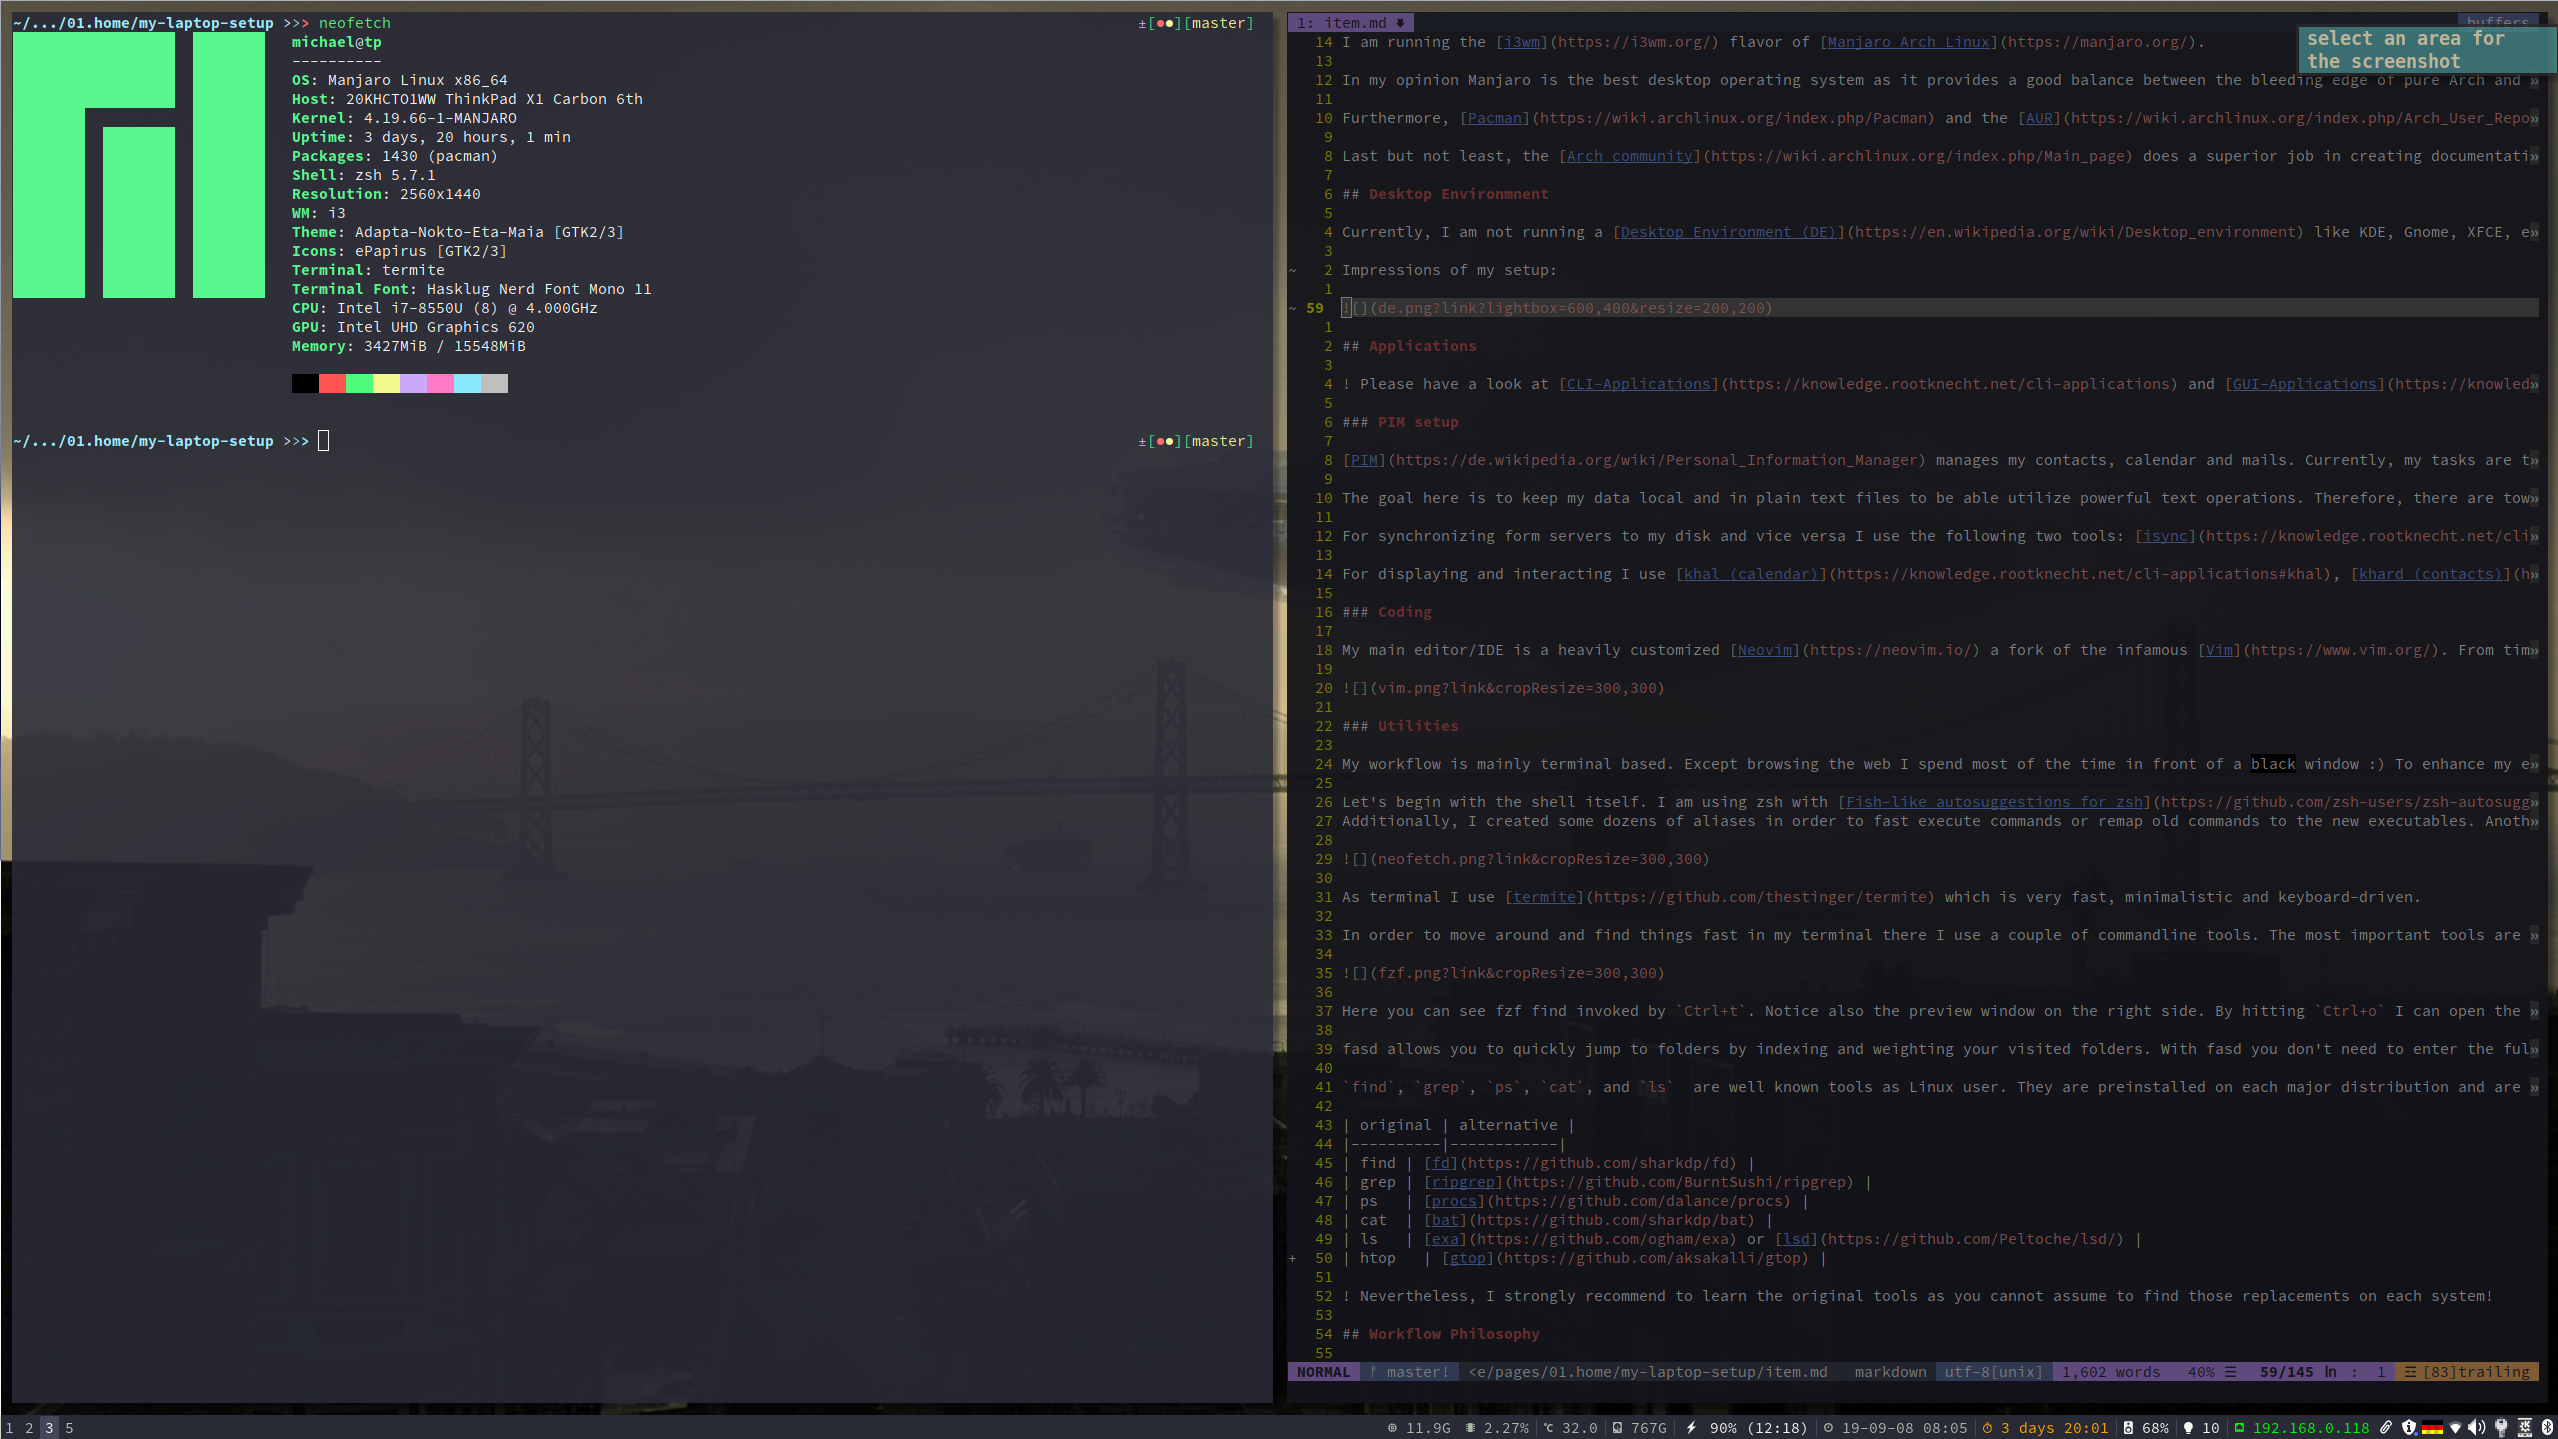 ~/.../01.home/my-laptop-setup >>> neofetch ±[●●][master]
michael@tp
----------
OS: Manjaro Linux x86_64
Host: 20KHCTO1WW ThinkPad X1 Carbon 6th
Kernel: 4.19.66-1-MANJARO
Uptime: 3 days, 20 hours, 1 min
Packages: 1430 (pacman)
Shell: zsh 5.7.1
Resolution: 2560x1440
WM: i3
Theme: Adapta-Nokto-Eta-Maia [GTK2/3]
Icons: ePapirus [GTK2/3]
Terminal: termite
Terminal Font: Hasklug Nerd Font Mono 11
CPU: Intel i7-8550U (8) @ 4.000GHz
GPU: Intel UHD Graphics 620
Memory: 3427MiB / 15548MiB
~/.../01.home/my-laptop-setup >>> ±[●●][master]
1: item.md buffers
select an area for
the screenshot
14 I am running the [i3wm](https://i3wm.org/) flavor of [Manjaro Arch Linux](https://manjaro.org/).
13
12 In my opinion Manjaro is the best desktop operating system as it provides a good balance between the bleeding edge of pure Arch and »
11
10 Furthermore, [Pacman](https://wiki.archlinux.org/index.php/Pacman) and the [AUR](https://wiki.archlinux.org/index.php/Arch_User_Repo»
9
8 Last but not least, the [Arch community](https://wiki.archlinux.org/index.php/Main_page) does a superior job in creating documentati»
7
6 ## Desktop Environmnent
5
4 Currently, I am not running a [Desktop Environment (DE)](https://en.wikipedia.org/wiki/Desktop_environment) like KDE, Gnome, XFCE, e»
3
~ 2 Impressions of my setup:
1
~ 59 ![](de.png?link?lightbox=600,400&resize=200,200)
1
2 ## Applications
3
4 ! Please have a look at [CLI-Applications](https://knowledge.rootknecht.net/cli-applications) and [GUI-Applications](https://knowled»
5
6 ### PIM setup
7
8 [PIM](https://de.wikipedia.org/wiki/Personal_Information_Manager) manages my contacts, calendar and mails. Currently, my tasks are t»
9
10 The goal here is to keep my data local and in plain text files to be able utilize powerful text operations. Therefore, there are tow»
11
12 For synchronizing form servers to my disk and vice versa I use the following two tools: [isync](https://knowledge.rootknecht.net/cli»
13
14 For displaying and interacting I use [khal (calendar)](https://knowledge.rootknecht.net/cli-applications#khal), [khard (contacts)](h»
15
16 ### Coding
17
18 My main editor/IDE is a heavily customized [Neovim](https://neovim.io/) a fork of the infamous [Vim](https://www.vim.org/). From tim»
19
20 ![](vim.png?link&cropResize=300,300)
21
22 ### Utilities
23
24 My workflow is mainly terminal based. Except browsing the web I spend most of the time in front of a black window :) To enhance my e»
25
26 Let's begin with the shell itself. I am using zsh with [Fish-like autosuggestions for zsh](https://github.com/zsh-users/zsh-autosugg»
27 Additionally, I created some dozens of aliases in order to fast execute commands or remap old commands to the new executables. Anoth»
28
29 ![](neofetch.png?link&cropResize=300,300)
30
31 As terminal I use [termite](https://github.com/thestinger/termite) which is very fast, minimalistic and keyboard-driven.
32
33 In order to move around and find things fast in my terminal there I use a couple of commandline tools. The most important tools are »
34
35 ![](fzf.png?link&cropResize=300,300)
36
37 Here you can see fzf find invoked by `Ctrl+t`. Notice also the preview window on the right side. By hitting `Ctrl+o` I can open the »
38
39 fasd allows you to quickly jump to folders by indexing and weighting your visited folders. With fasd you don't need to enter the ful»
40
41 `find`, `grep`, `ps`, `cat`, and `ls`  are well known tools as Linux user. They are preinstalled on each major distribution and are »
42
43 | original | alternative |
44 |----------|------------|
45 | find | [fd](https://github.com/sharkdp/fd) |
46 | grep | [ripgrep](https://github.com/BurntSushi/ripgrep) |
47 | ps   | [procs](https://github.com/dalance/procs) |
48 | cat  | [bat](https://github.com/sharkdp/bat) |
49 | ls   | [exa](https://github.com/ogham/exa) or [lsd](https://github.com/Peltoche/lsd/) |
+ 50 | htop   | [gtop](https://github.com/aksakalli/gtop) |
51
52 ! Nevertheless, I strongly recommend to learn the original tools as you cannot assume to find those replacements on each system!
53
54 ## Workflow Philosophy
55
NORMAL master! <e/pages/01.home/my-laptop-setup/item.md markdown utf-8[unix] 1,602 words 40% ☰ 59/145 ln : 1 ☲ [83]trailing
1 2 3 5 11.9G 2.27% ℃ 32.0 767G 90% (12:18) 19-09-08 08:05 3 days 20:01 68% 10 192.168.0.118